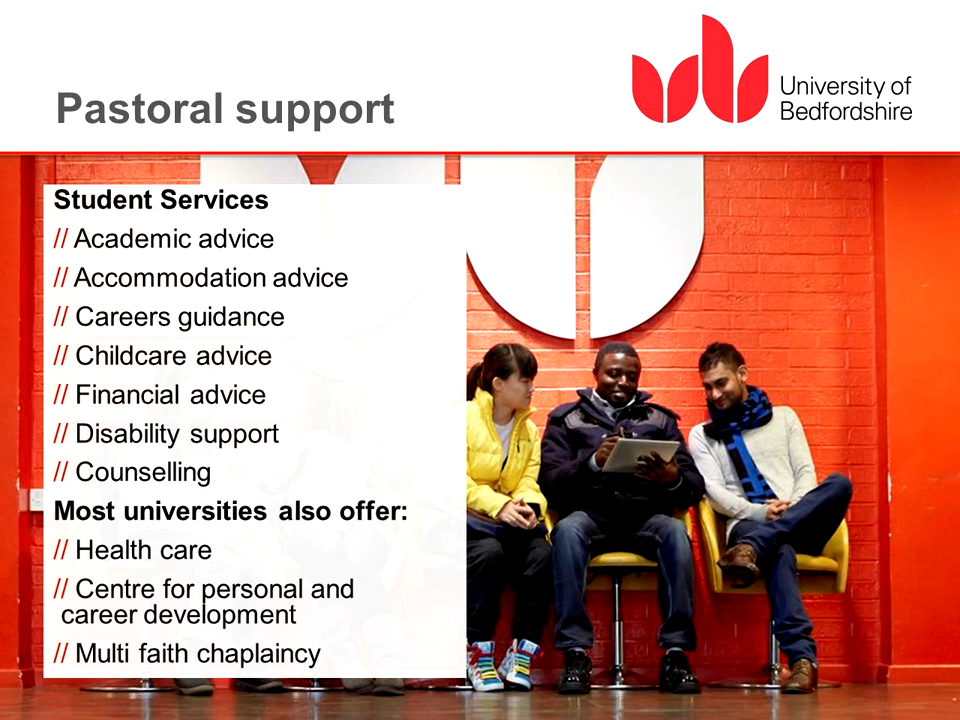 Pastoral support
University of
Bedfordshire
Student Services
// Academic advice
// Accommodation advice
// Careers guidance
// Childcare advice
// Financial advice
// Disability support
// Counselling
Most universities also offer:
// Health care
// Centre for personal and
career development
// Multi faith chaplaincy